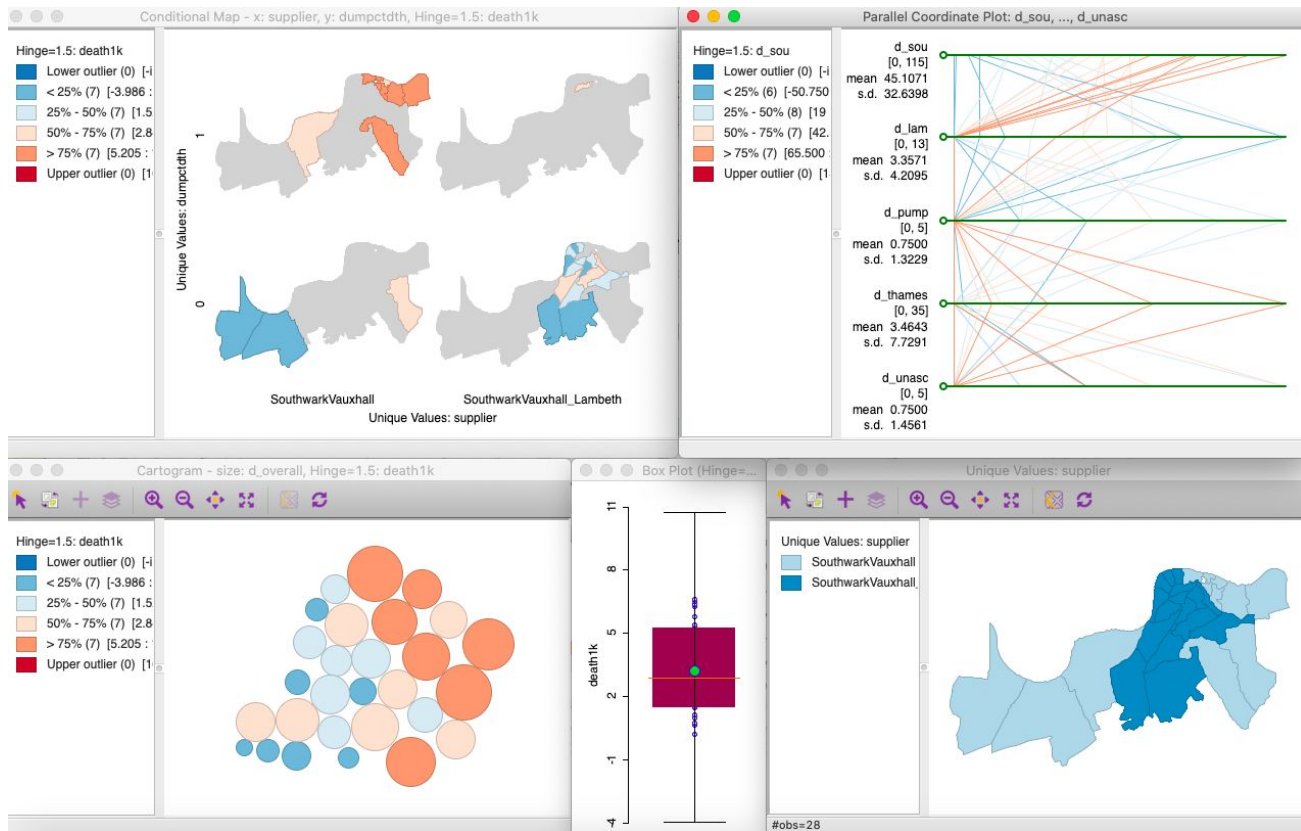 Conditional Map - x: supplier, y: dumpctdth, Hinge=1.5: death1k
Hinge=1.5: death1k
Lower outlier (0) [-i
< 25% (7) [-3.986 :
25% - 50% (7) [1.5
50% - 75% (7) [2.8
> 75% (7) [5.205 :
Upper outlier (0) [1
Unique Values: dumpctdth
1
0
SouthwarkVauxhall
SouthwarkVauxhall_Lambeth
Unique Values: supplier
Parallel Coordinate Plot: d_sou, ..., d_unasc
Hinge=1.5: d_sou
Lower outlier (0) [-i
< 25% (6) [-50.750
25% - 50% (8) [19
50% - 75% (7) [42.
> 75% (7) [65.500 :
Upper outlier (0) [1
d_sou
[0, 115]
mean 45.1071
s.d. 32.6398
d_lam
[0, 13]
mean 3.3571
s.d. 4.2095
d_pump
[0, 5]
mean 0.7500
s.d. 1.3229
d_thames
[0, 35]
mean 3.4643
s.d. 7.7291
d_unasc
[0, 5]
mean 0.7500
s.d. 1.4561
Cartogram - size: d_overall, Hinge=1.5: death1k
Hinge=1.5: death1k
Lower outlier (0) [-i
< 25% (7) [-3.986 :
25% - 50% (7) [1.5
50% - 75% (7) [2.8
> 75% (7) [5.205 :
Upper outlier (0) [1
Box Plot (Hinge=...
death1k
11
8
5
2
-1
-4
Unique Values: supplier
Unique Values: supplier
SouthwarkVauxhall
SouthwarkVauxhall_
#obs=28